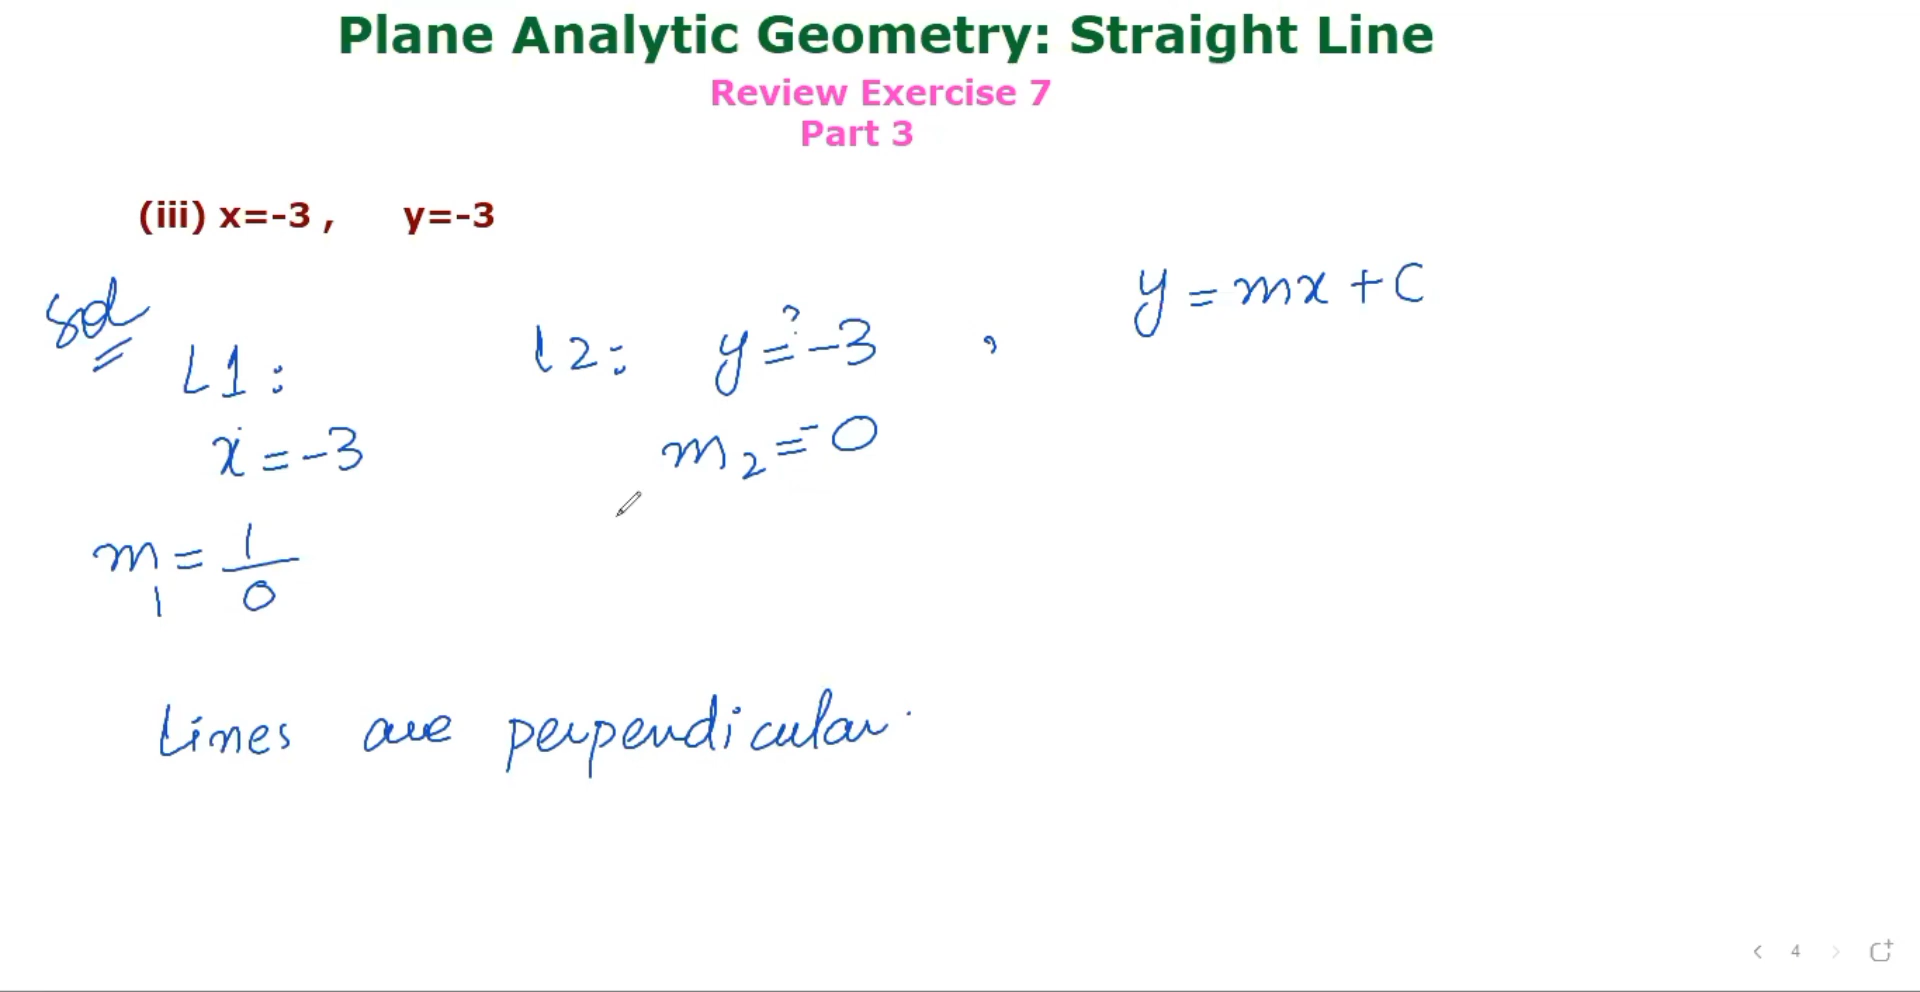 Plane Analytic Geometry: Straight Line
Review Exercise 7
Part 3
(iii) x=-3 , y=-3
Sol
L1:
x = -3
m1 = 1/0
L2: y = -3 , y = mx + c
m2 = -0
Lines are perpendicular.
4